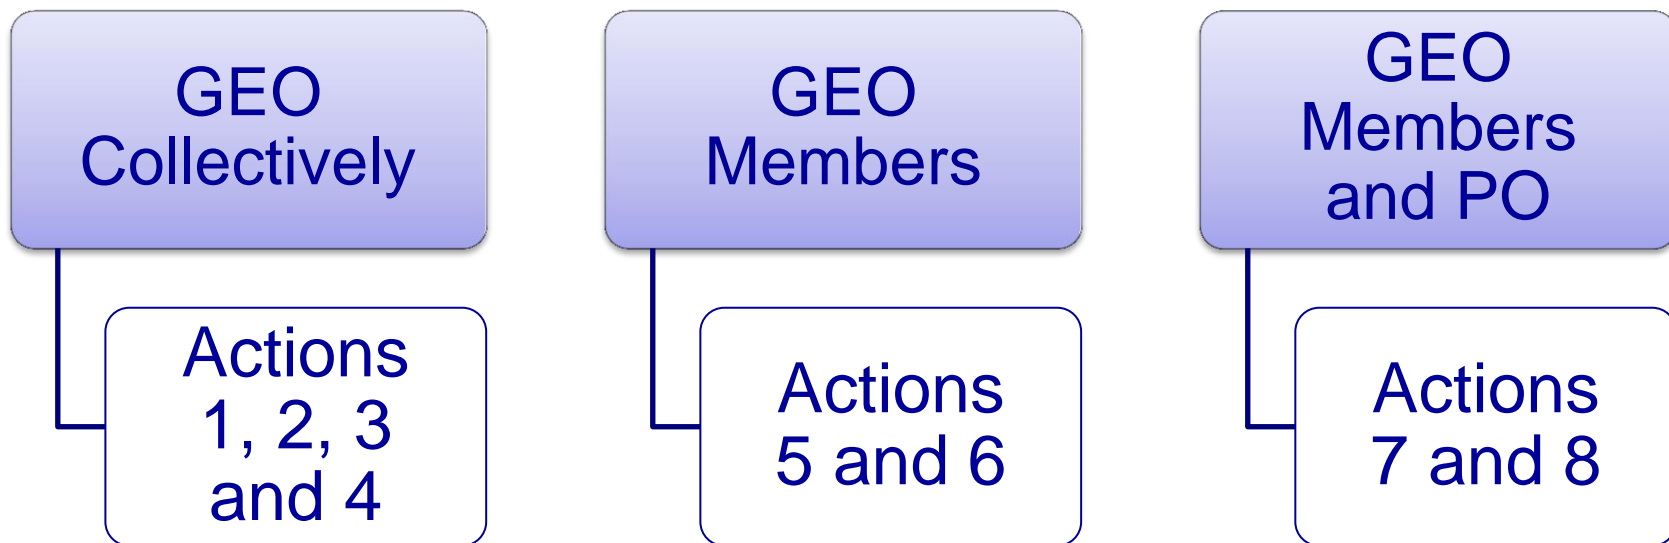 GEO
Collectively
Actions
1, 2, 3
and 4
GEO
Members
Actions
5 and 6
GEO
Members
and PO
Actions
7 and 8